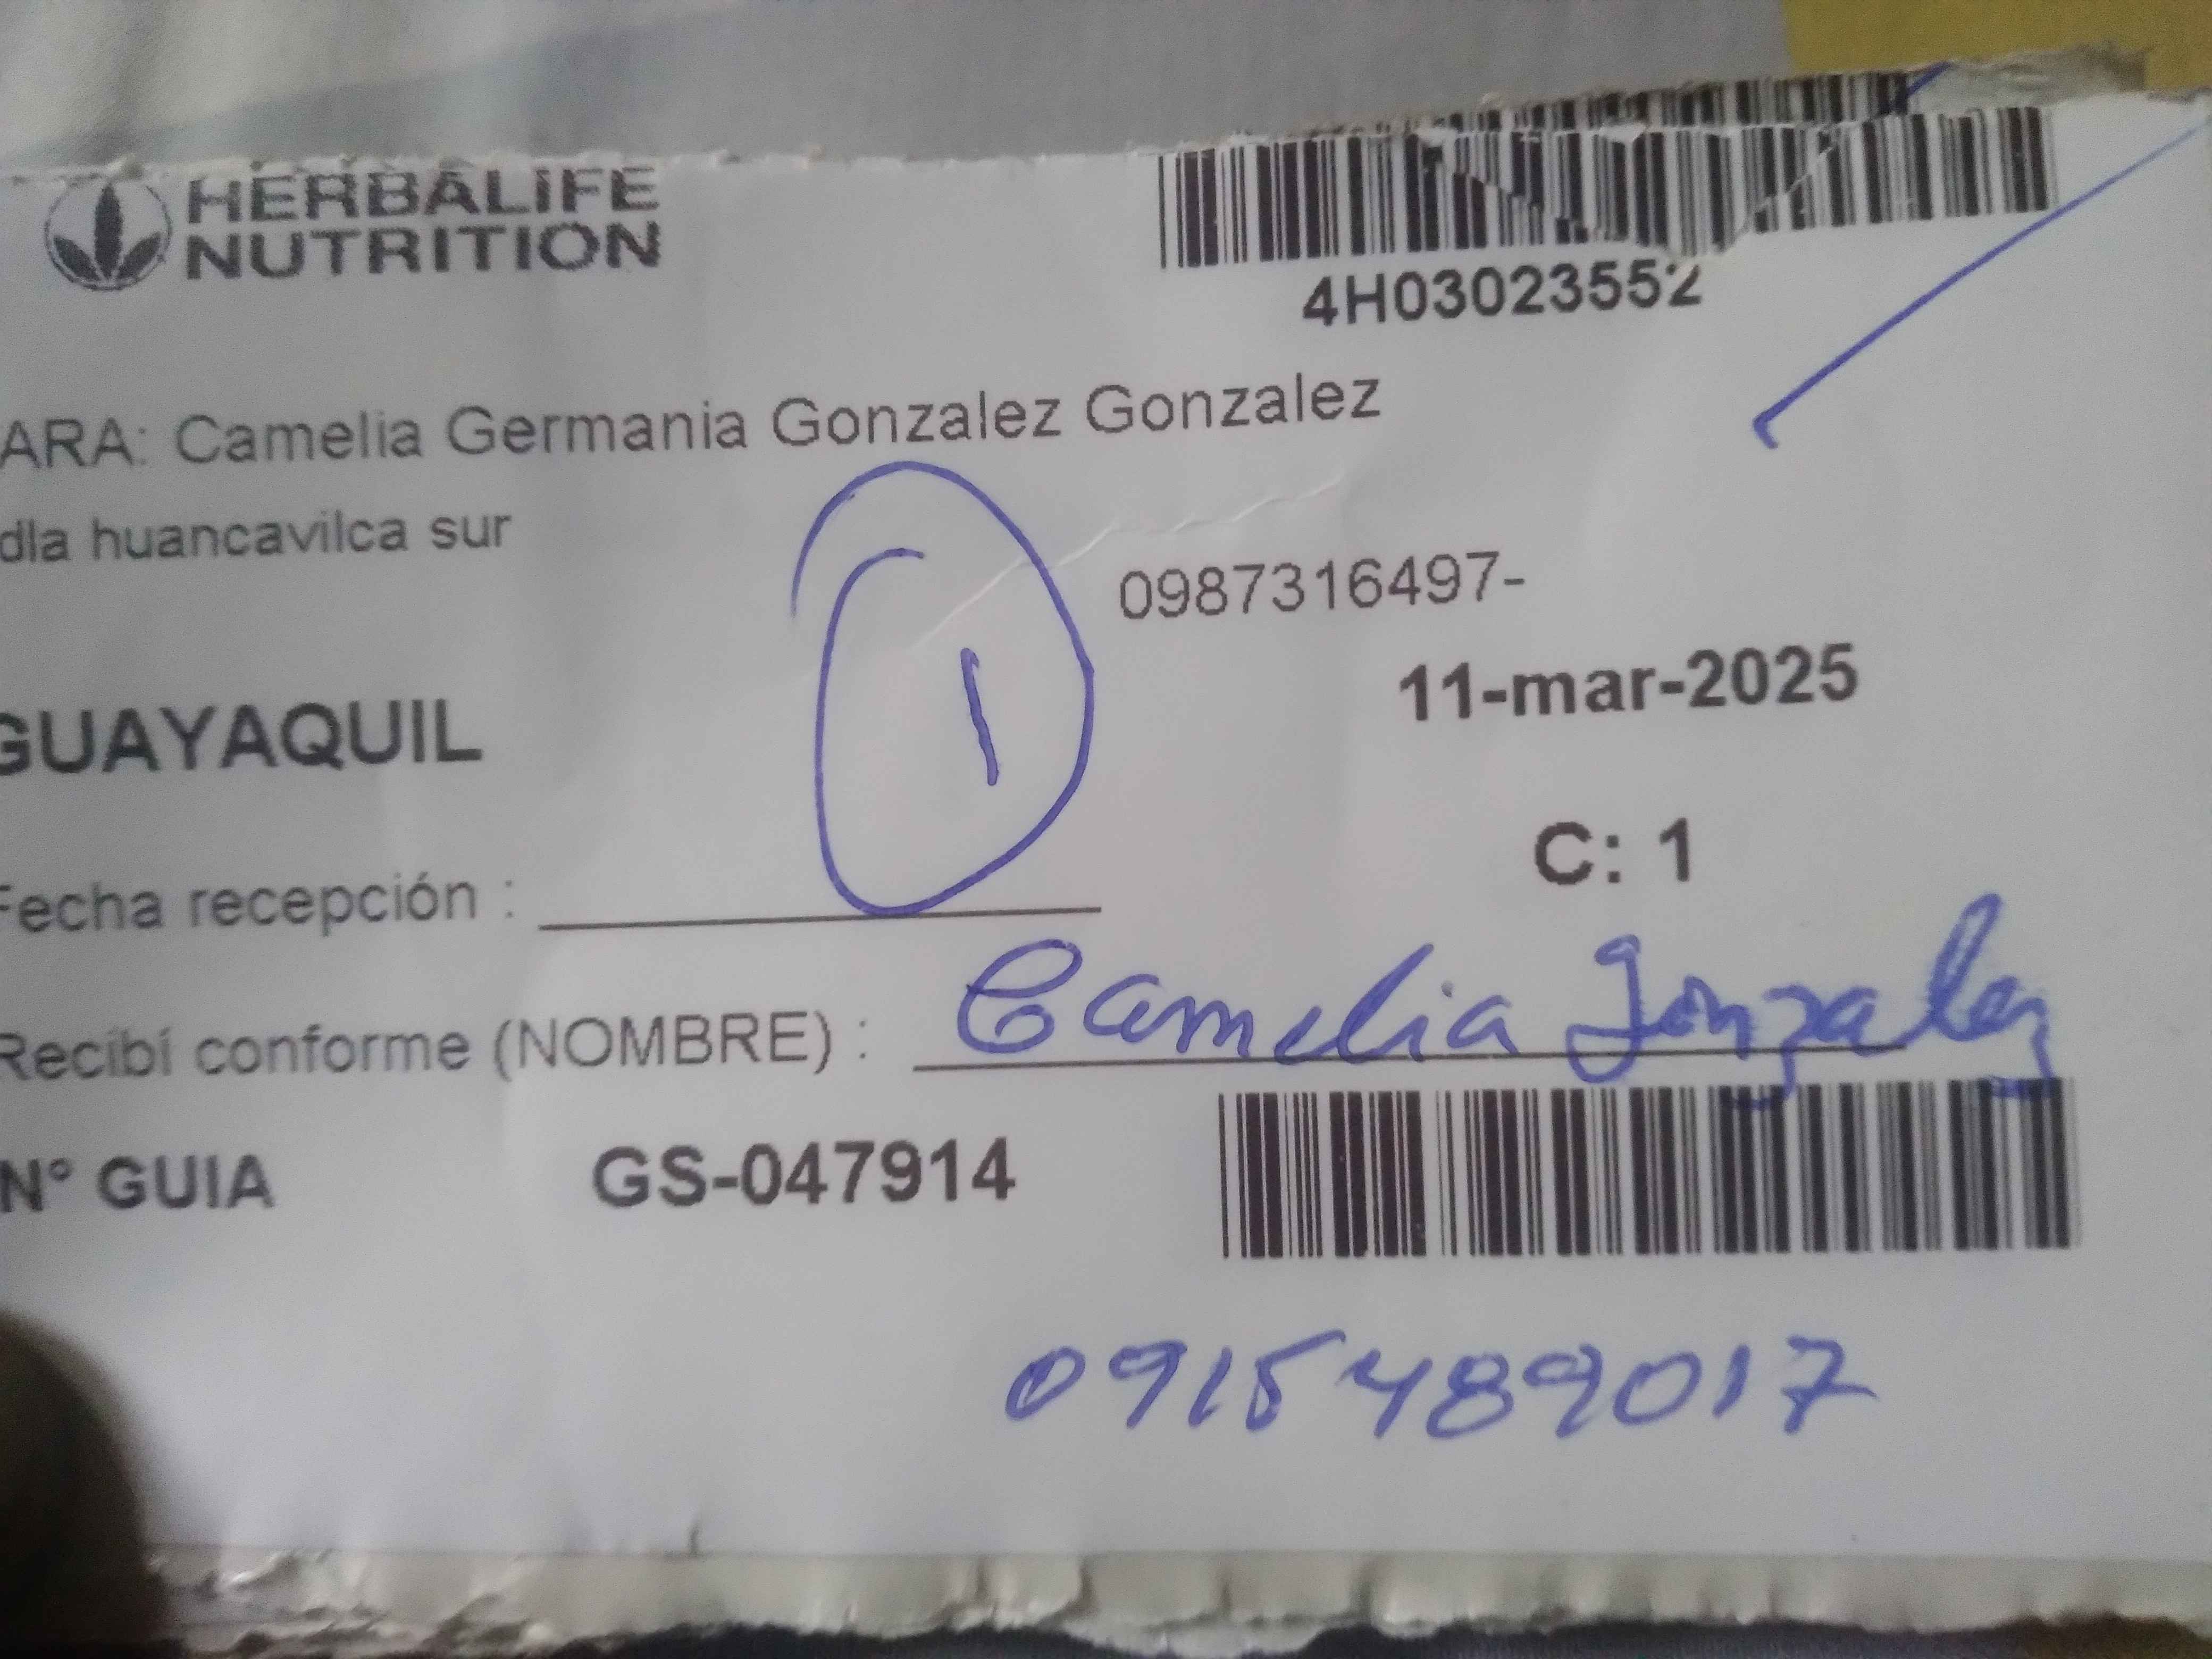 HERBALIFE
NUTRITION
4H03023552
ARA: Camelia Germania Gonzalez Gonzalez
dla huancavilca sur
0987316497-
1
11-mar-2025
GUAYAQUIL
C: 1
Fecha recepción :
Recibí conforme (NOMBRE) : Camelia Gonzalez
N° GUIA GS-047914
0915489017